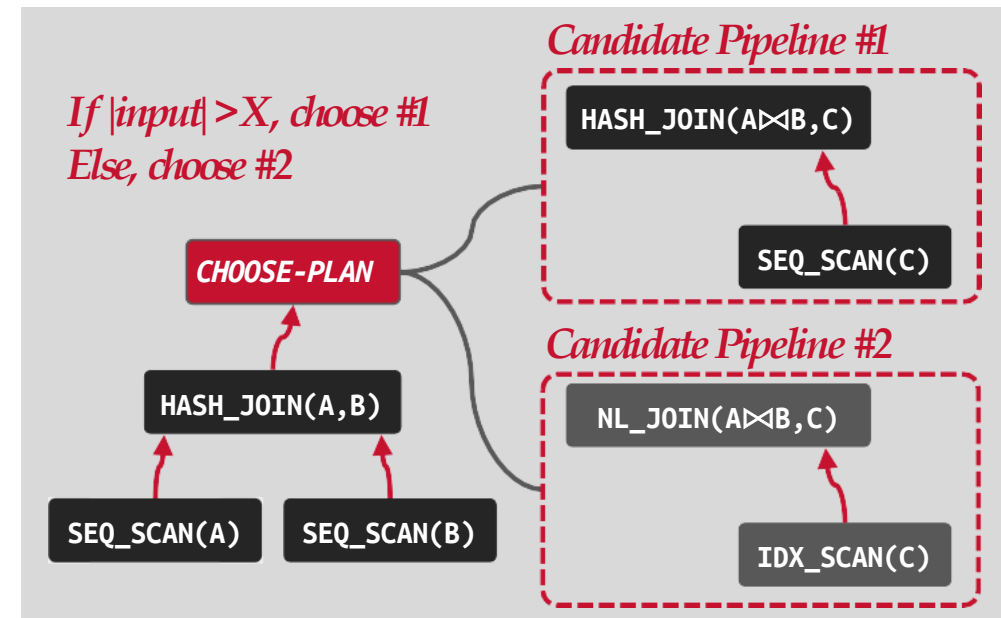 If |input| > X, choose #1
Else, choose #2
CHOOSE-PLAN
HASH_JOIN(A,B)
SEQ_SCAN(A)
SEQ_SCAN(B)
Candidate Pipeline #1
HASH_JOIN(A⨝B,C)
SEQ_SCAN(C)
Candidate Pipeline #2
NL_JOIN(A⨝B,C)
IDX_SCAN(C)